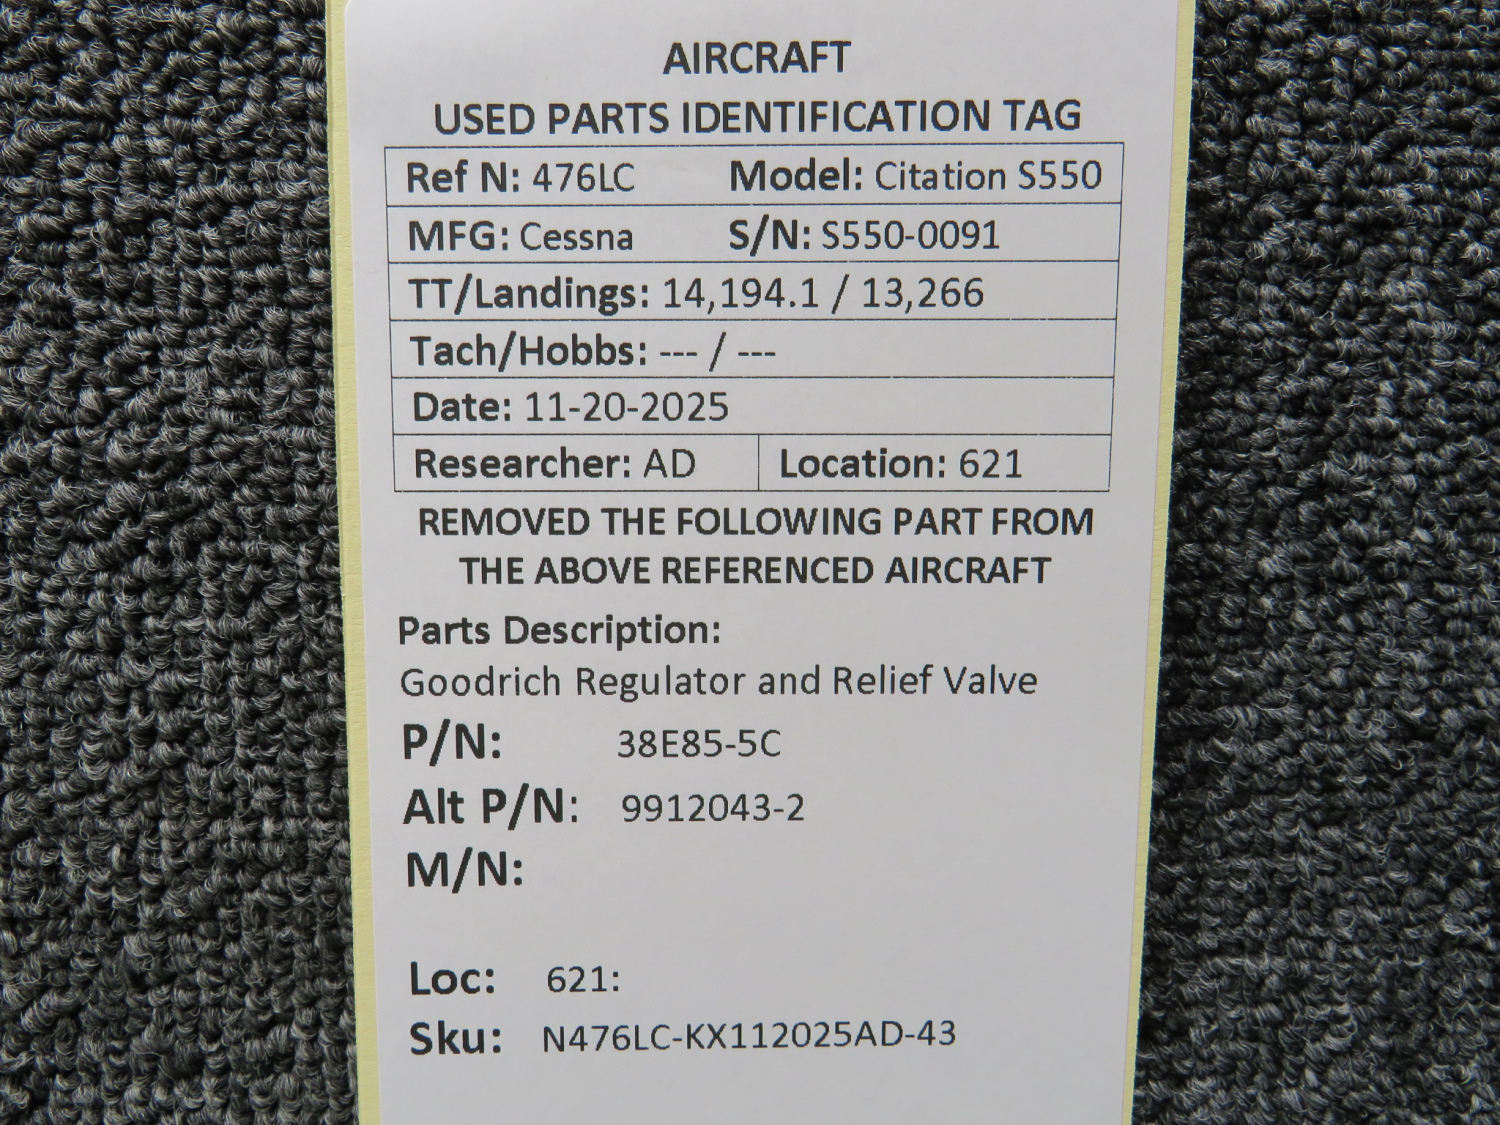 AIRCRAFT
USED PARTS IDENTIFICATION TAG
Ref N: 476LC Model: Citation S550
MFG: Cessna S/N: S550-0091
TT/Landings: 14,194.1 / 13,266
Tach/Hobbs: --- / ---
Date: 11-20-2025
Researcher: AD Location: 621
REMOVED THE FOLLOWING PART FROM
THE ABOVE REFERENCED AIRCRAFT
Parts Description:
Goodrich Regulator and Relief Valve
P/N: 38E85-5C
Alt P/N: 9912043-2
M/N:
Loc: 621:
Sku: N476LC-KX112025AD-43